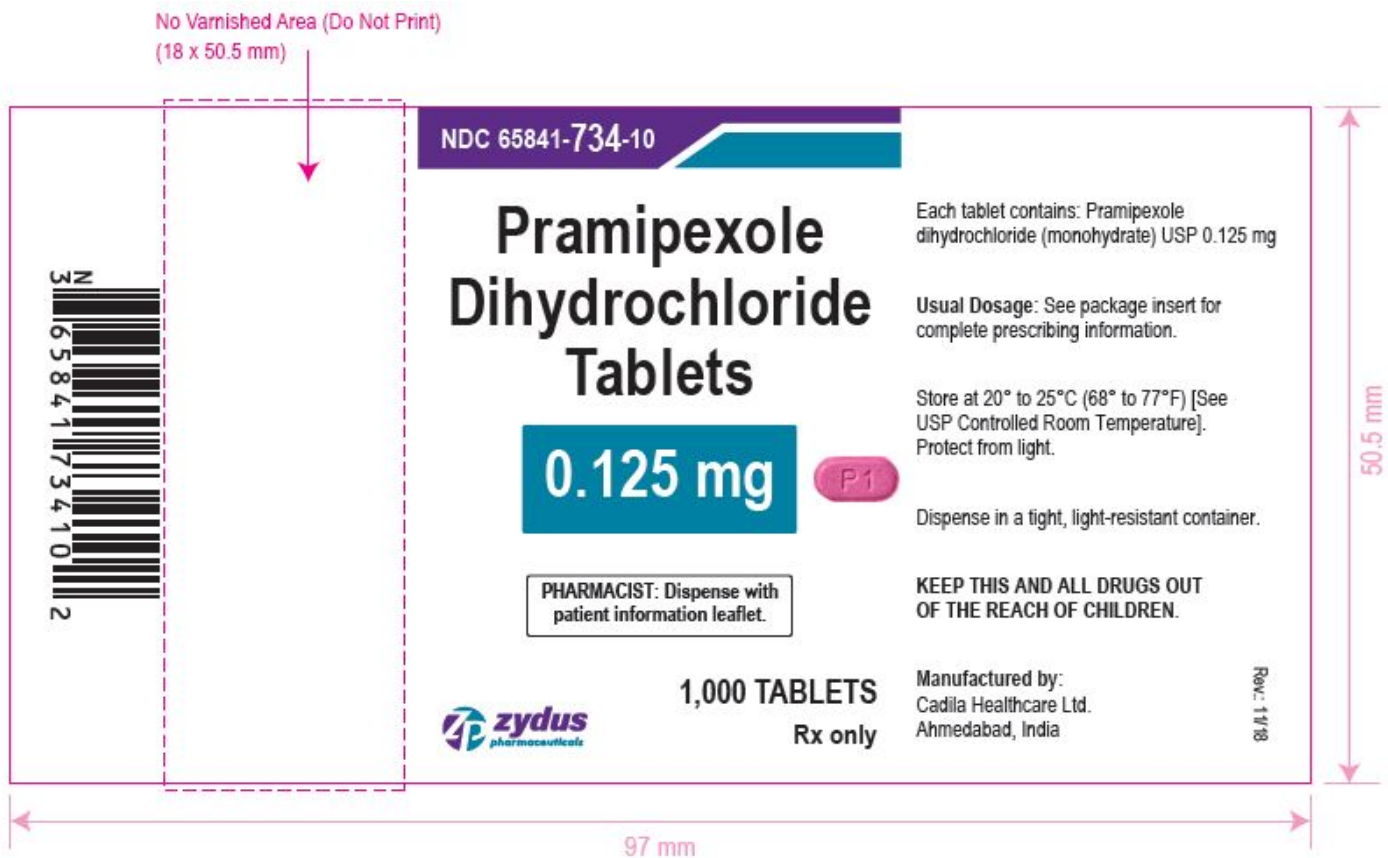 No Varnished Area (Do Not Print)
(18 x 50.5 mm)
N
3 65841 73410 2
NDC 65841-734-10
Pramipexole
Dihydrochloride
Tablets
0.125 mg
P1
PHARMACIST: Dispense with
patient information leaflet.
1,000 TABLETS
Rx only
zydus
pharmaceuticals
Each tablet contains: Pramipexole
dihydrochloride (monohydrate) USP 0.125 mg
Usual Dosage: See package insert for
complete prescribing information.
Store at 20° to 25°C (68° to 77°F) [See
USP Controlled Room Temperature].
Protect from light.
Dispense in a tight, light-resistant container.
KEEP THIS AND ALL DRUGS OUT
OF THE REACH OF CHILDREN.
Manufactured by:
Cadila Healthcare Ltd.
Ahmedabad, India
Rev.: 11/18
50.5 mm
97 mm